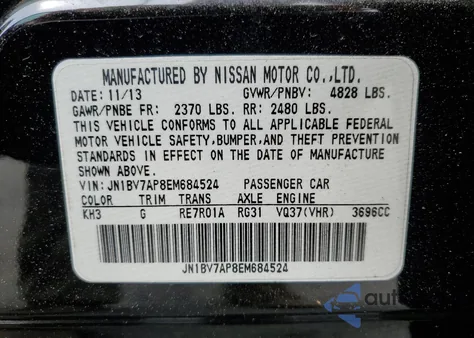 MANUFACTURED BY NISSAN MOTOR CO.,LTD.
DATE: 11/13 GVWR/PNBV: 4828 LBS.
GAWR/PNBE FR: 2370 LBS. RR: 2480 LBS.
THIS VEHICLE CONFORMS TO ALL APPLICABLE FEDERAL
MOTOR VEHICLE SAFETY,BUMPER,AND THEFT PREVENTION
STANDARDS IN EFFECT ON THE DATE OF MANUFACTURE
SHOWN ABOVE.
VIN: JN1BV7AP8EM684524 PASSENGER CAR
COLOR TRIM TRANS AXLE ENGINE
KH3 G RE7R01A RG31 VQ37(VHR) 3696CC
JN1BV7AP8EM684524